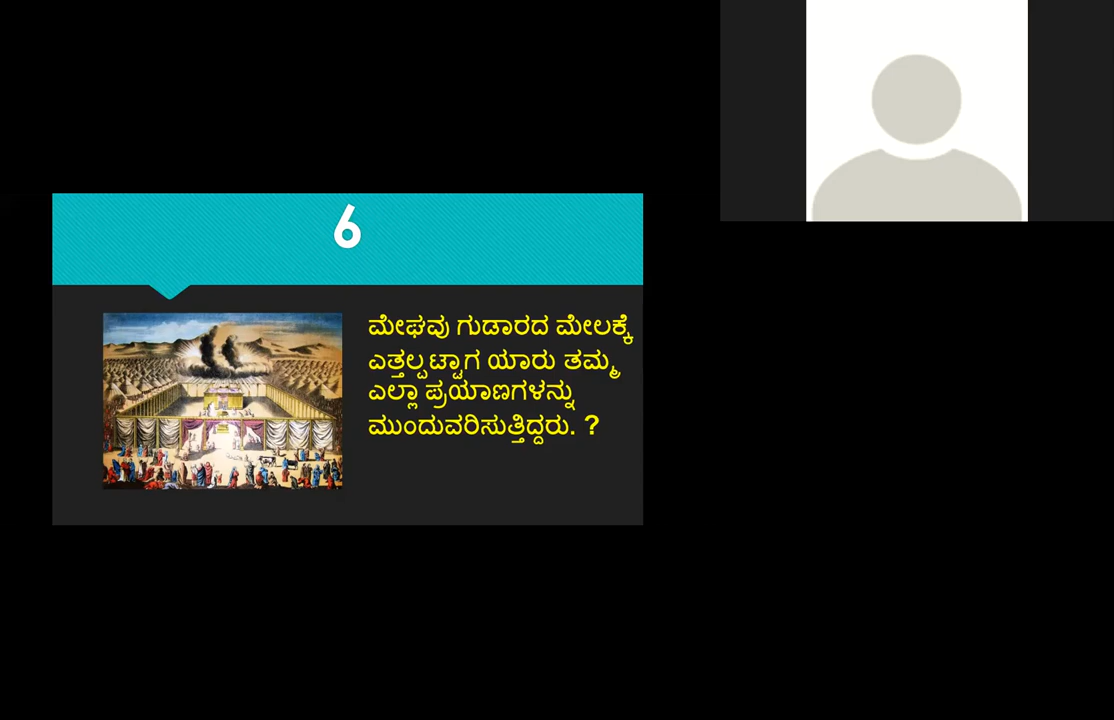 6
ಮೇಘವು ಗುಡಾರದ ಮೇಲಕ್ಕೆ
ಎತ್ತಲ್ಪಟ್ಟಾಗ ಯಾರು ತಮ್ಮ
ಎಲ್ಲಾ ಪ್ರಯಾಣಗಳನ್ನು
ಮುಂದುವರಿಸುತ್ತಿದ್ದರು. ?